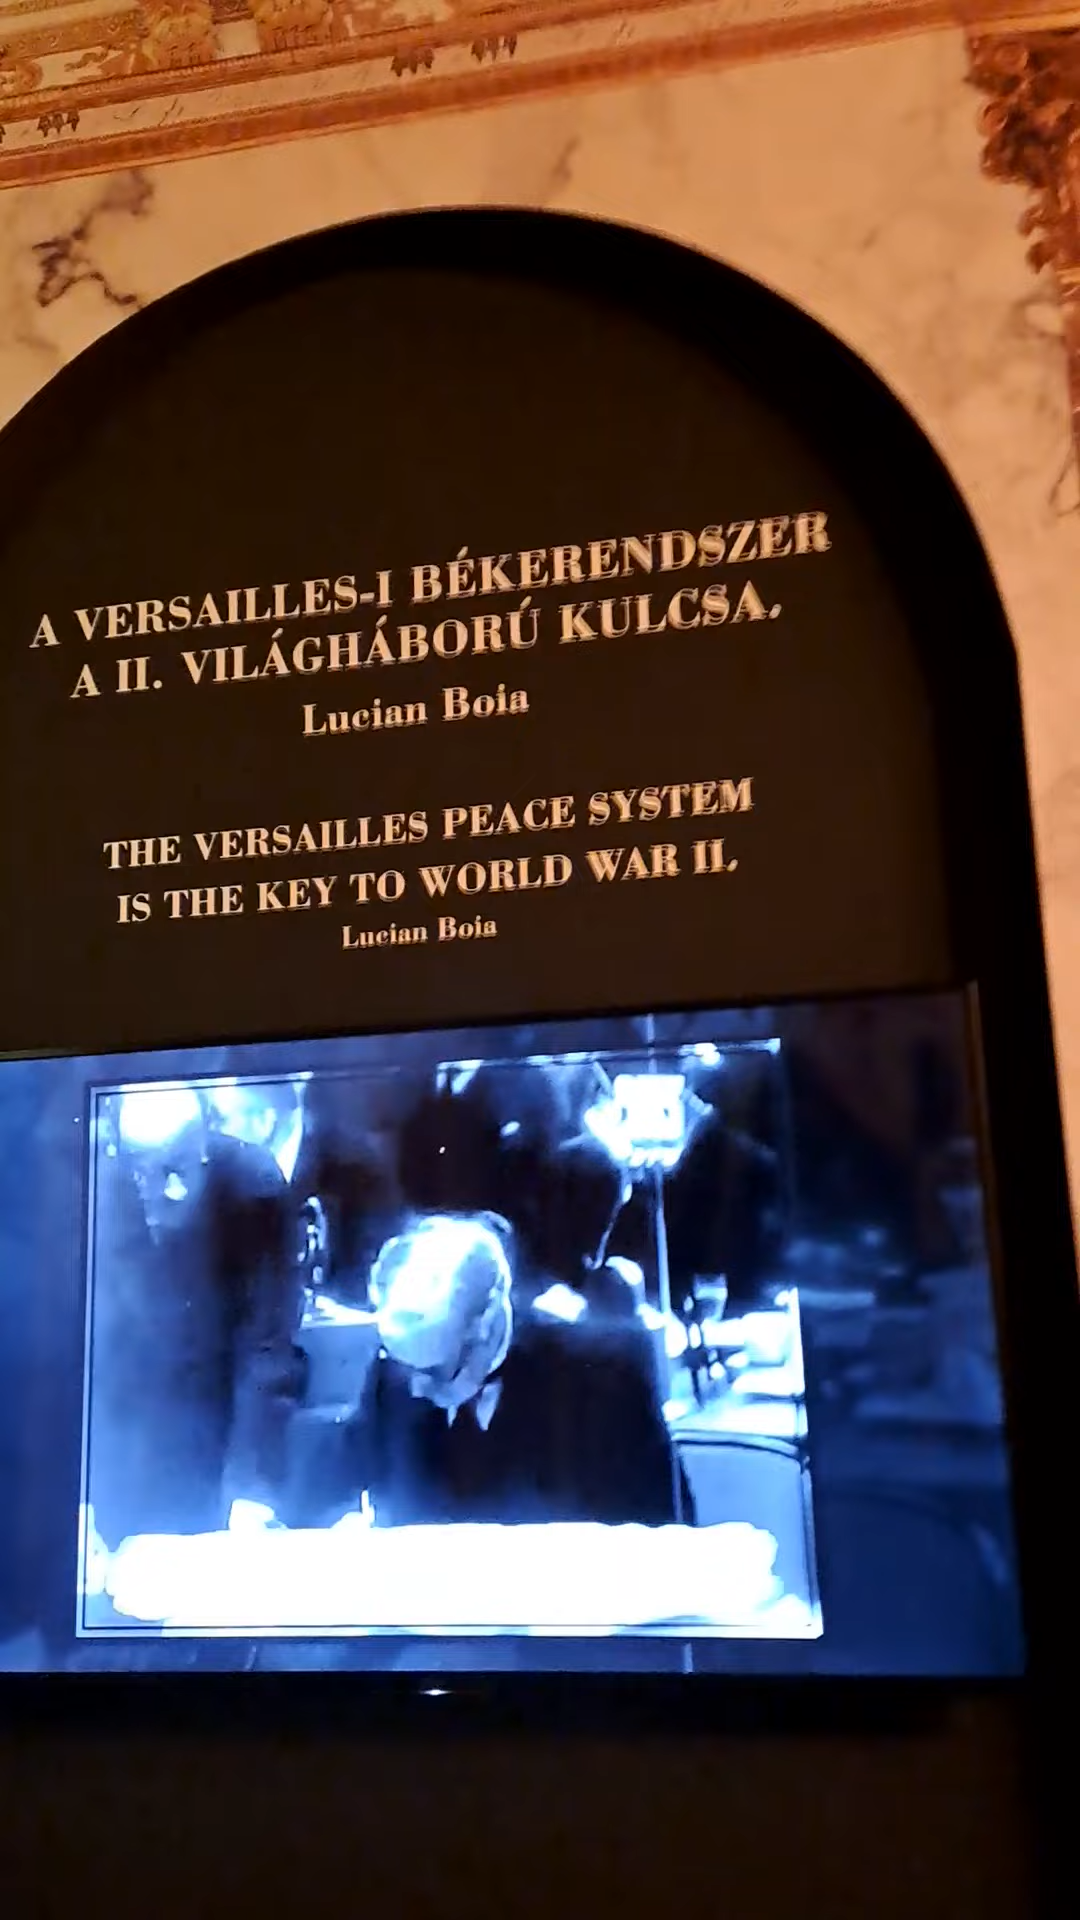 A VERSAILLES-I BÉKERENDSZER
A II. VILÁGHÁBORÚ KULCSA.
Lucian Boia
THE VERSAILLES PEACE SYSTEM
IS THE KEY TO WORLD WAR II.
Lucian Boia